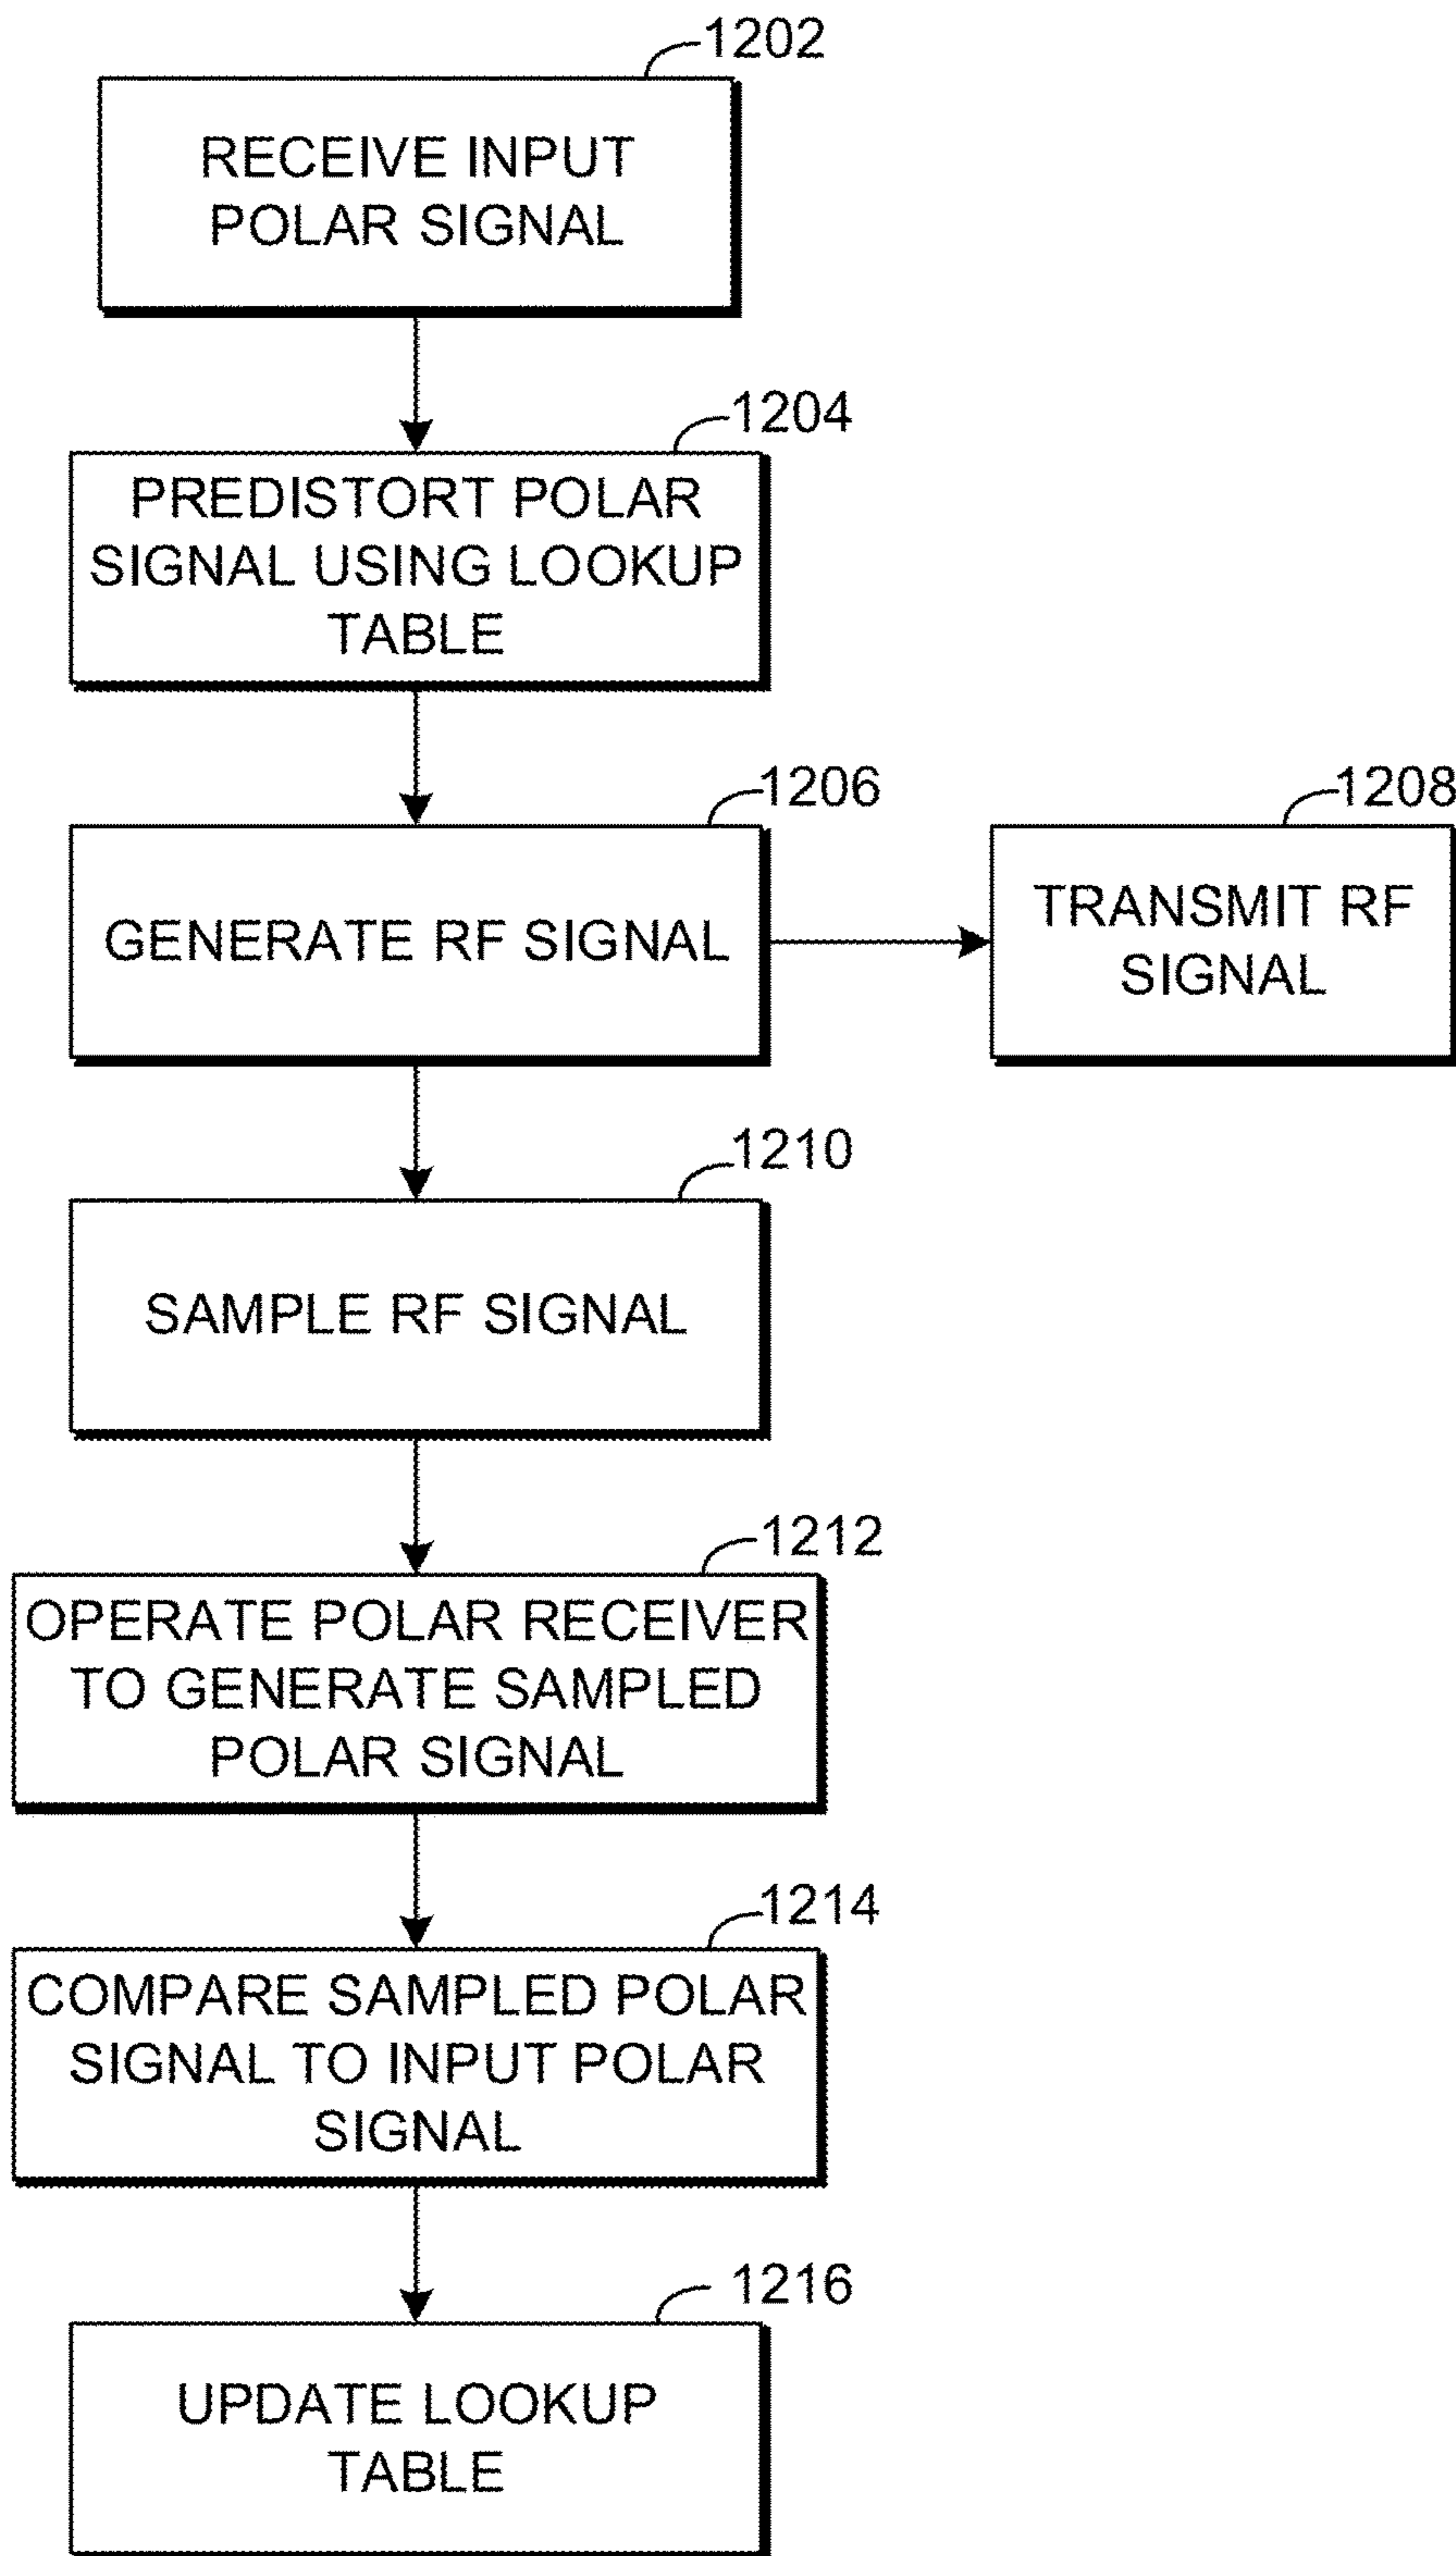 1202
RECEIVE INPUT
POLAR SIGNAL
1204
PREDISTORT POLAR
SIGNAL USING LOOKUP
TABLE
1206
GENERATE RF SIGNAL
1208
TRANSMIT RF
SIGNAL
1210
SAMPLE RF SIGNAL
1212
OPERATE POLAR RECEIVER
TO GENERATE SAMPLED
POLAR SIGNAL
1214
COMPARE SAMPLED POLAR
SIGNAL TO INPUT POLAR
SIGNAL
1216
UPDATE LOOKUP
TABLE